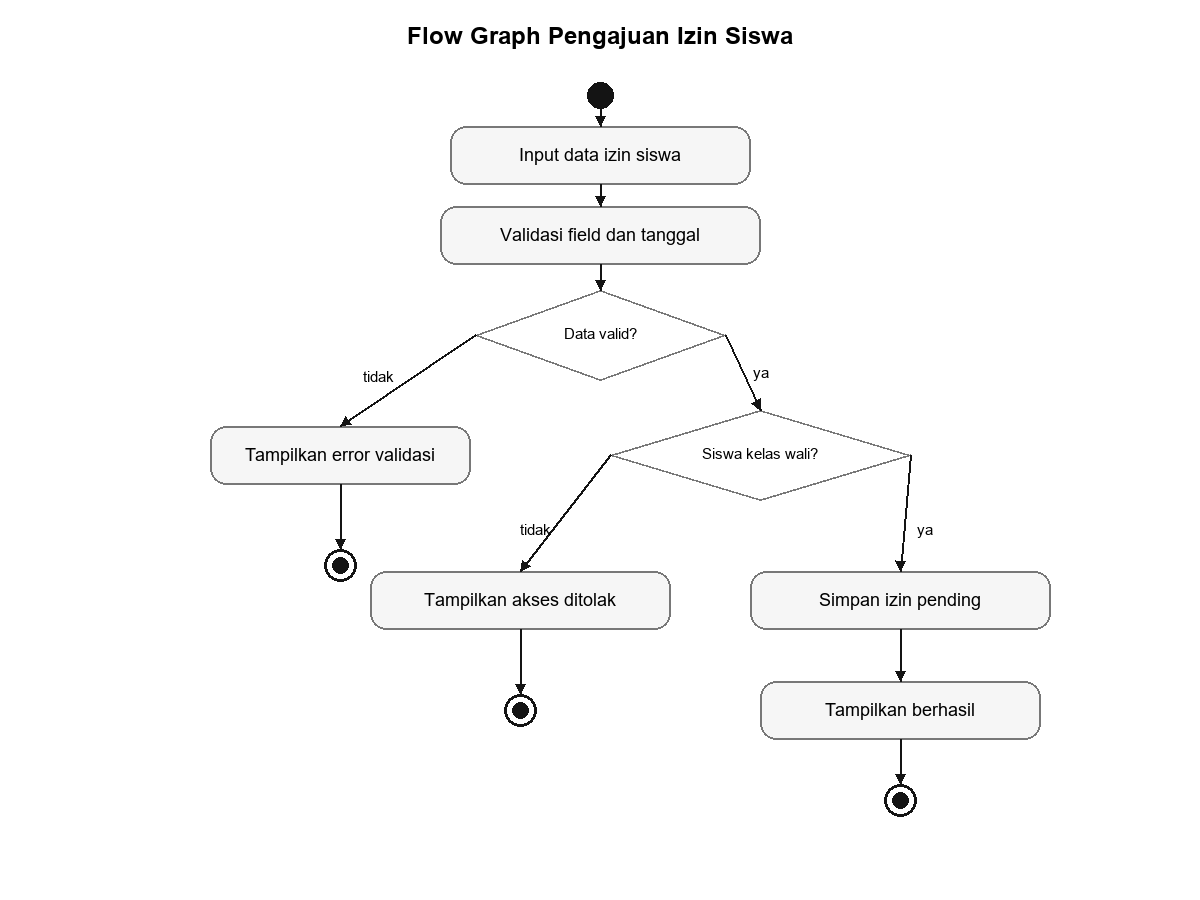 Flow Graph Pengajuan Izin Siswa
Input data izin siswa
Validasi field dan tanggal
Data valid?
tidak
ya
Tampilkan error validasi
Siswa kelas wali?
tidak
ya
Tampilkan akses ditolak
Simpan izin pending
Tampilkan berhasil